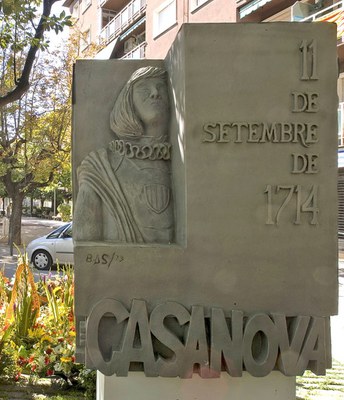 11
DE
SETEMBRE
DE
1714
CASANOVA